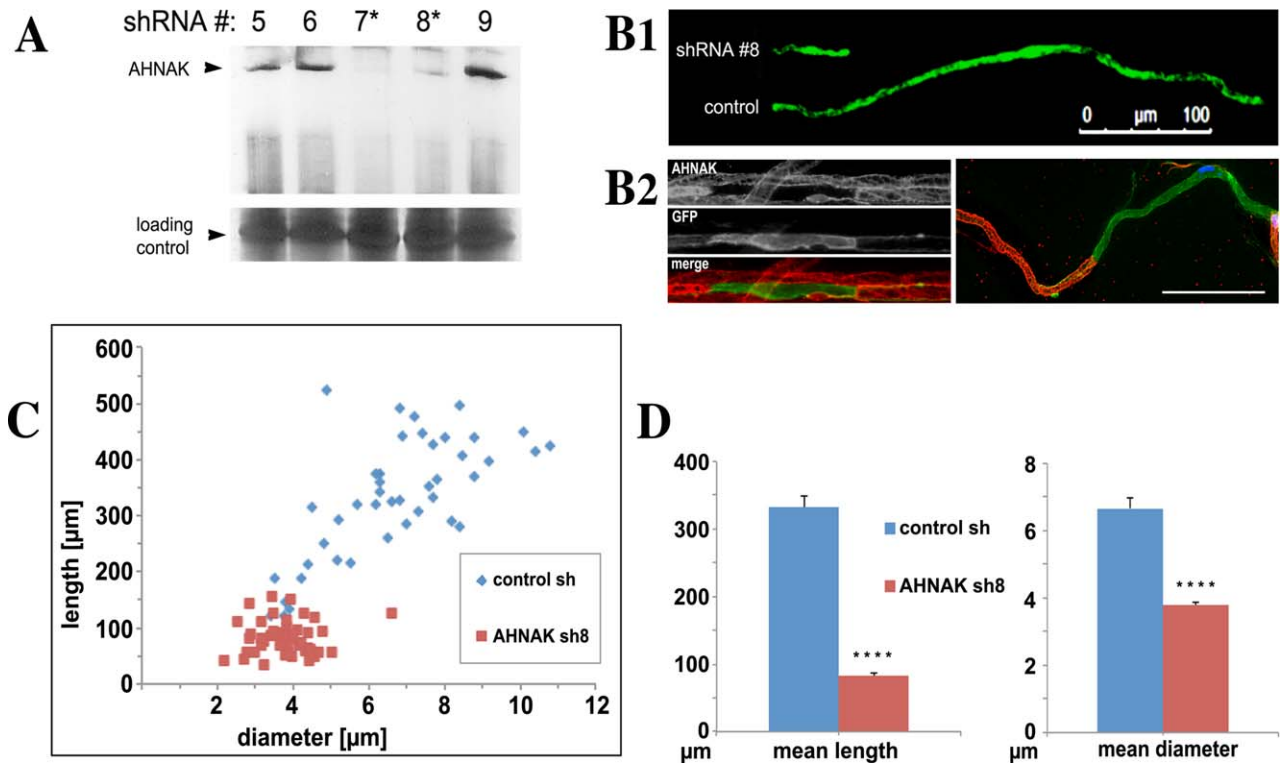 A
shRNA #: 5 6 7* 8* 9
AHNAK
loading
control
B1
shRNA #8
control
0 µm 100
B2
AHNAK
GFP
merge
C
600
500
400
300
200
100
0
length [µm]
2 4 6 8 10 12
diameter [µm]
control sh
AHNAK sh8
D
400
300
200
100
0
µm
****
mean length
control sh
AHNAK sh8
8
6
4
2
0
µm
****
mean diameter